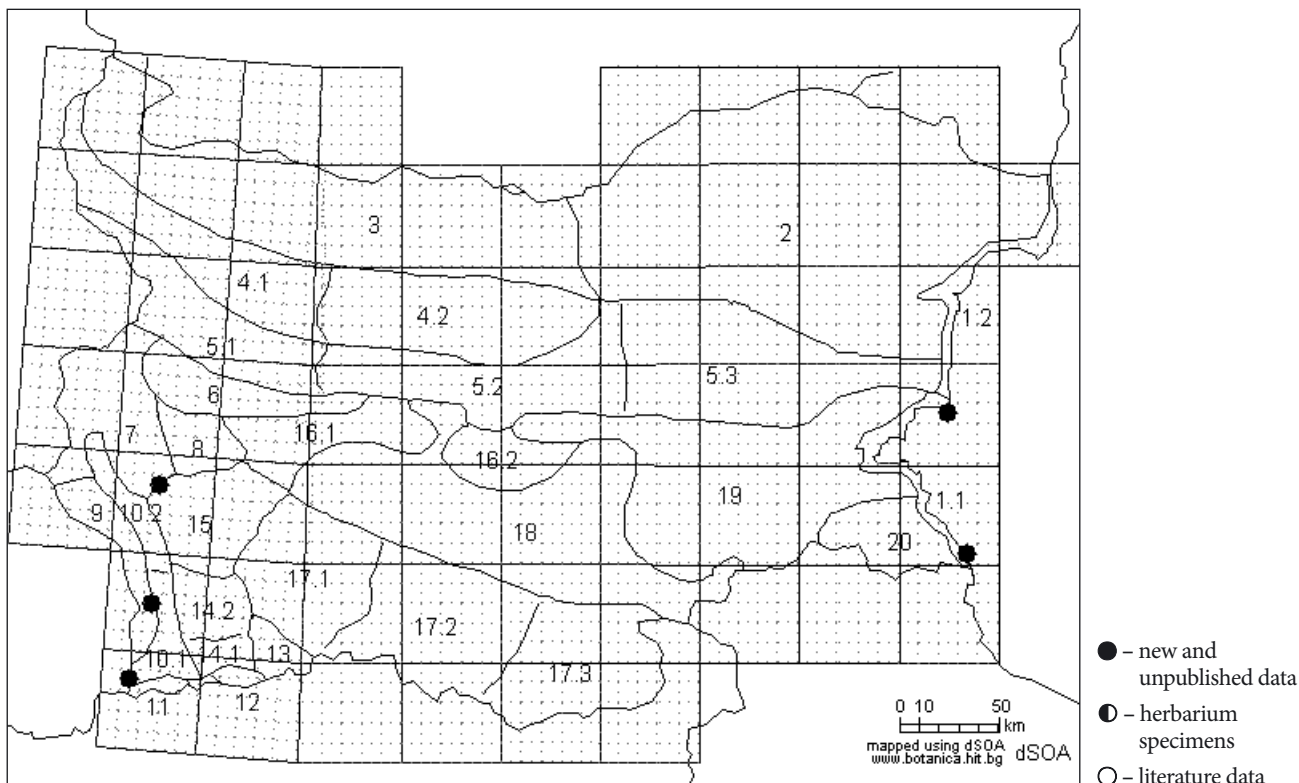 3
2
4.1
4.2
1.2
5.1
5.2
5.3
6
7
8
16.1
16.2
19
9
10.2
15
18
1.1
20
17.1
14.2
17.2
10.1
4.1
13
17.3
11
12
0 10 50
km
mapped using dSOA
www.botanica.hit.bg
dSOA
– new and
unpublished data
– herbarium
specimens
– literature data